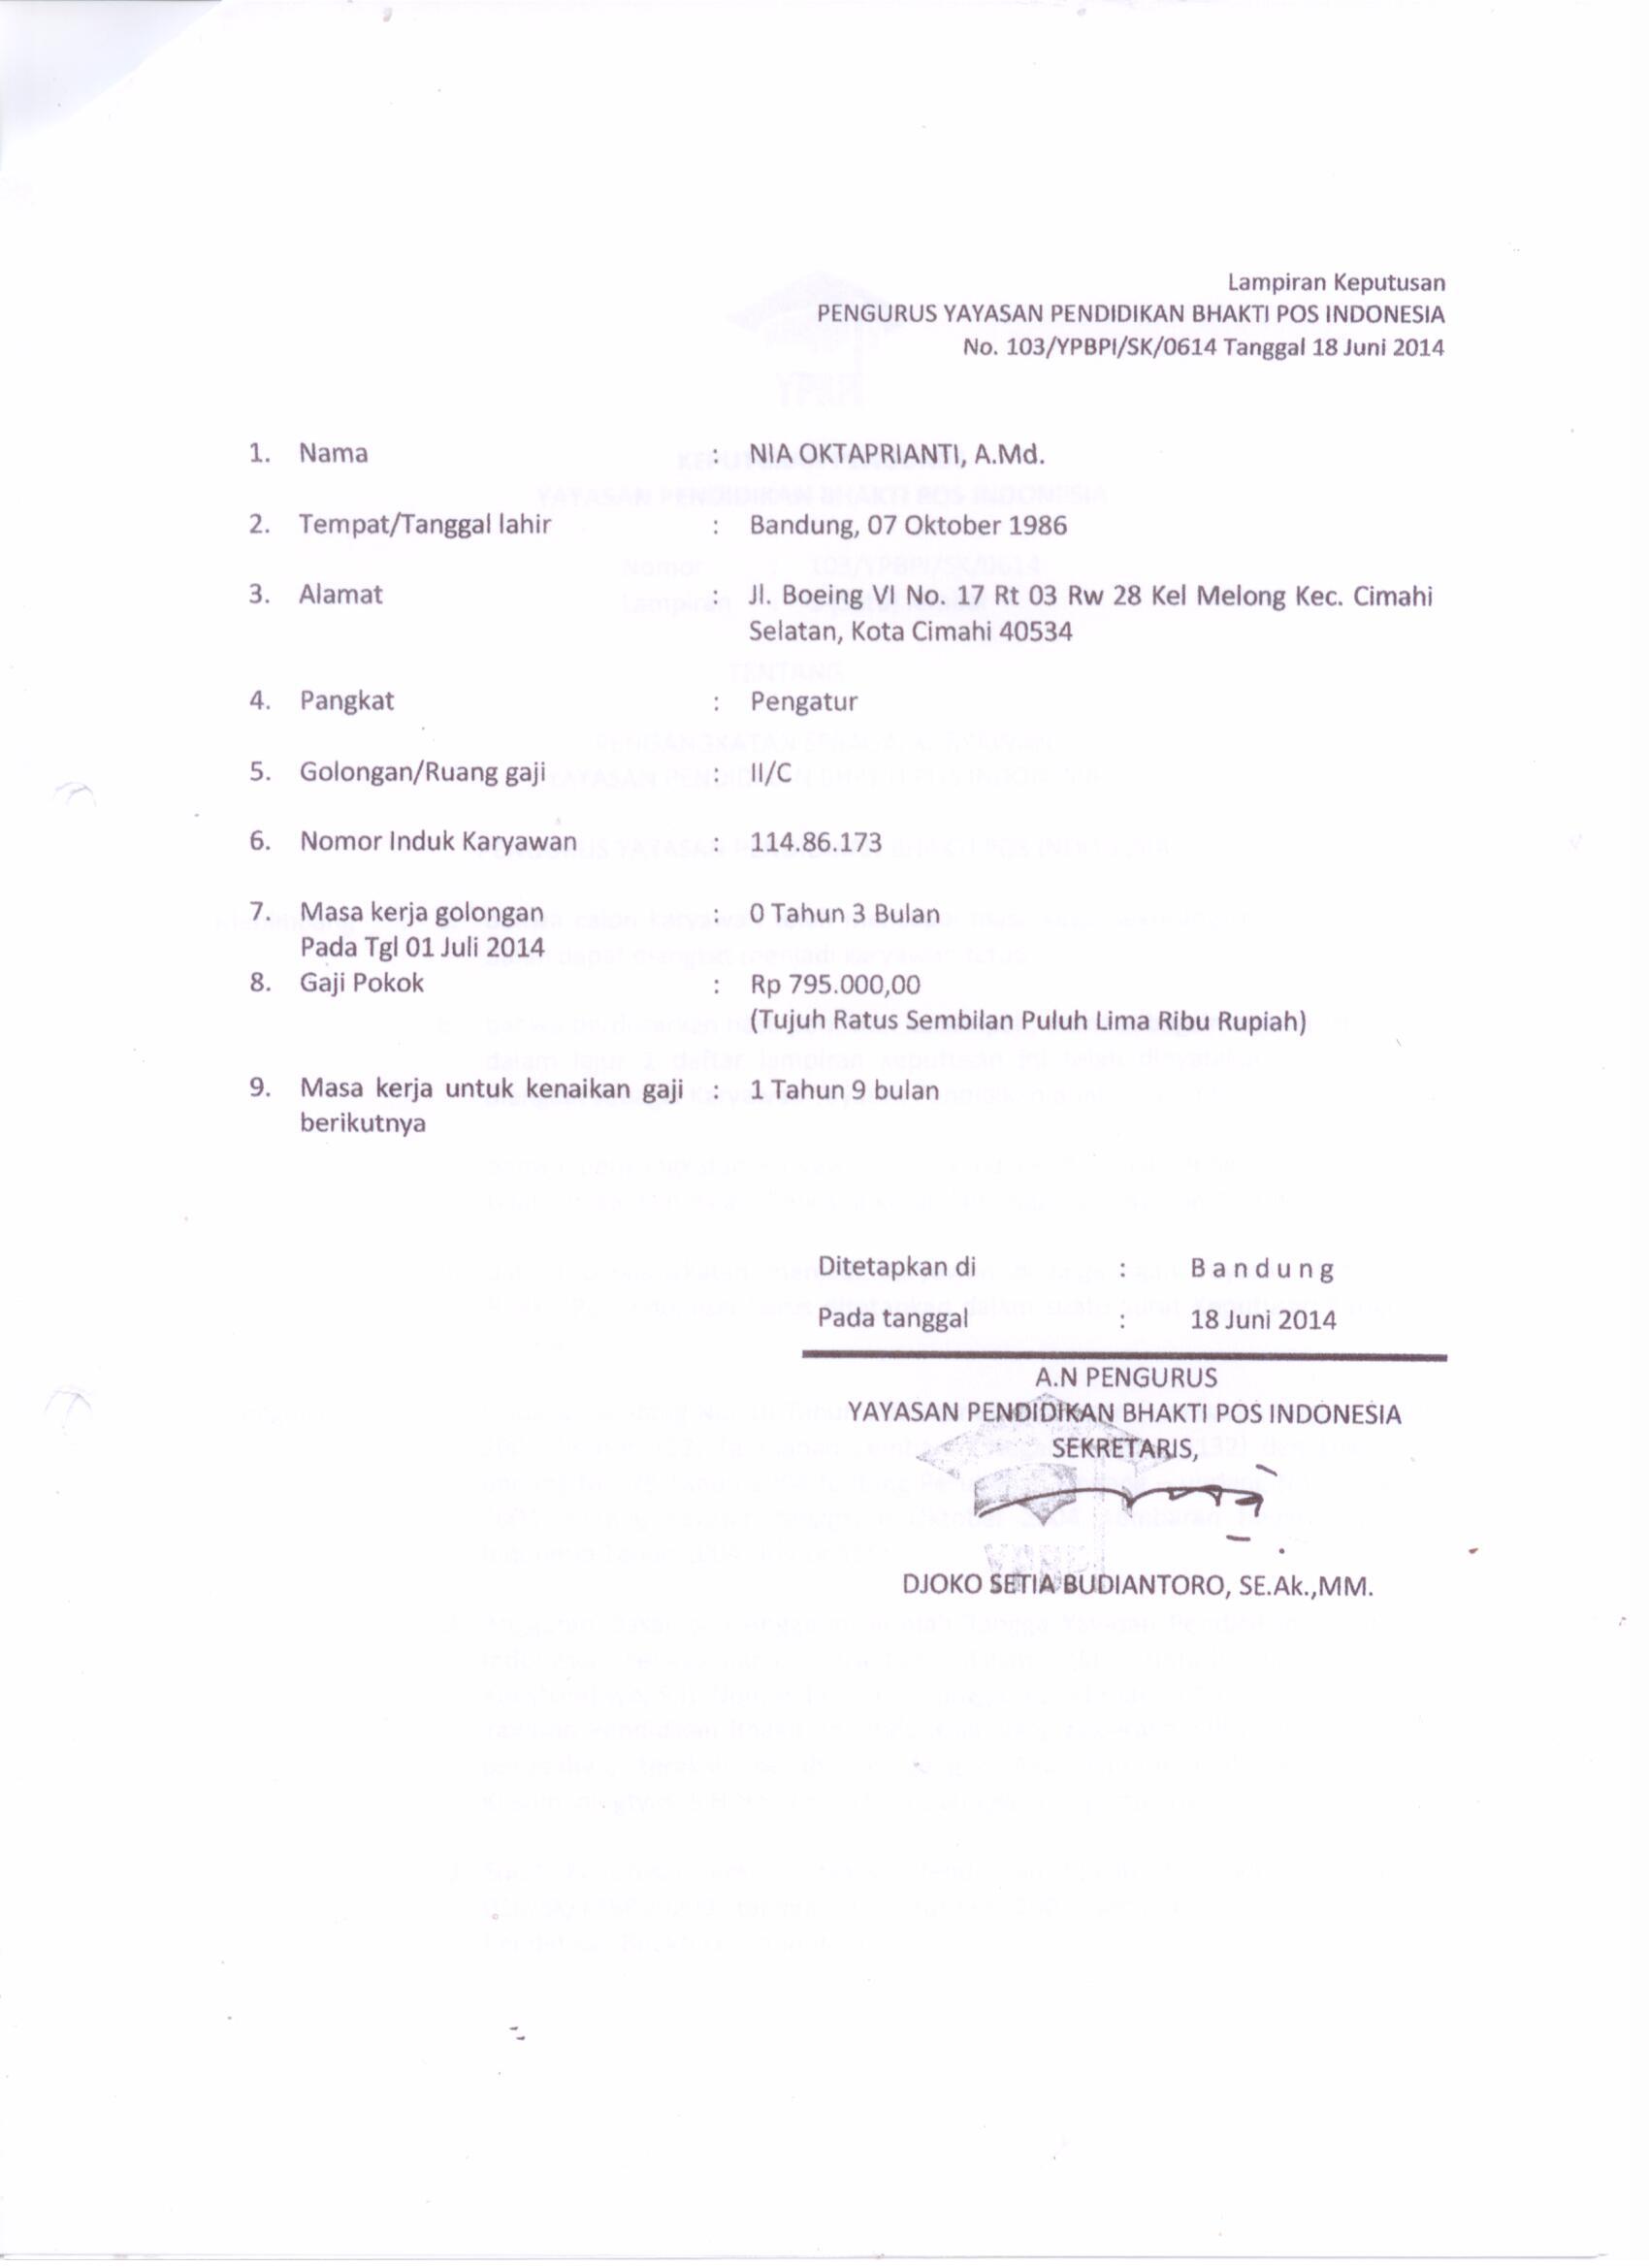 Lampiran Keputusan
PENGURUS YAYASAN PENDIDIKAN BHAKTI POS INDONESIA
No. 103/YPBPI/SK/0614 Tanggal 18 Juni 2014
1. Nama : NIA OKTAPRIANTI, A.Md.
2. Tempat/Tanggal lahir : Bandung, 07 Oktober 1986
3. Alamat : Jl. Boeing VI No. 17 Rt 03 Rw 28 Kel Melong Kec. Cimahi
Selatan, Kota Cimahi 40534
4. Pangkat : Pengatur
5. Golongan/Ruang gaji : II/C
6. Nomor Induk Karyawan : 114.86.173
7. Masa kerja golongan : 0 Tahun 3 Bulan
Pada Tgl 01 Juli 2014
8. Gaji Pokok : Rp 795.000,00
(Tujuh Ratus Sembilan Puluh Lima Ribu Rupiah)
9. Masa kerja untuk kenaikan gaji : 1 Tahun 9 bulan
berikutnya
Ditetapkan di : B a n d u n g
Pada tanggal : 18 Juni 2014
A.N PENGURUS
YAYASAN PENDIDIKAN BHAKTI POS INDONESIA
SEKRETARIS,
DJOKO SETIA BUDIANTORO, SE.Ak.,MM.